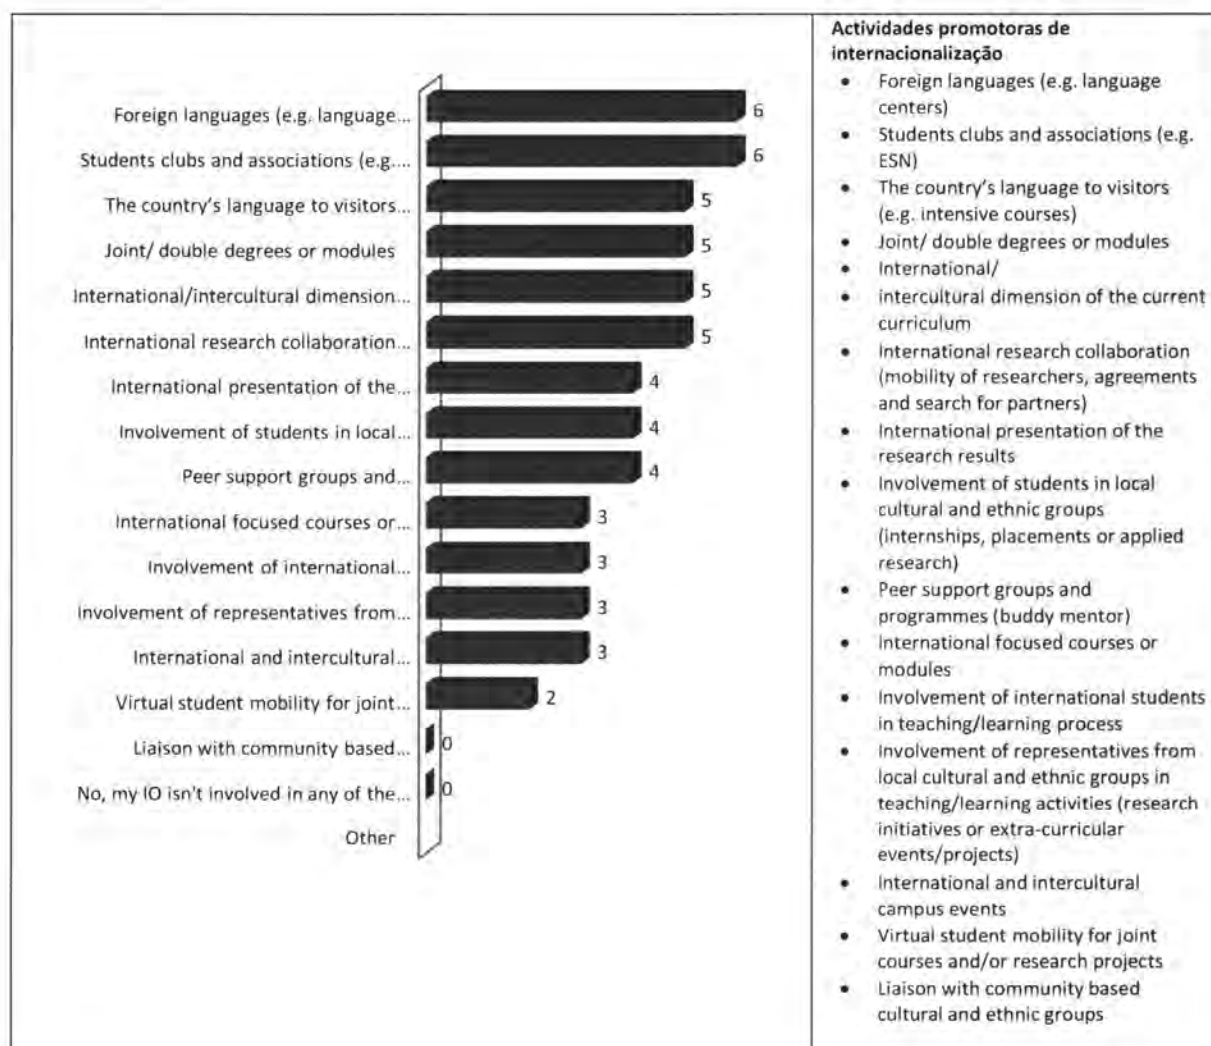 Foreign languages (e.g. language...
6
Students clubs and associations (e.g....
6
The country's language to visitors...
5
Joint/ double degrees or modules
5
International/intercultural dimension...
5
International research collaboration...
5
International presentation of the...
4
Involvement of students in local...
4
Peer support groups and...
4
International focused courses or...
3
Involvement of international...
3
Involvement of representatives from...
3
International and intercultural...
3
Virtual student mobility for joint...
2
Liaison with community based...
0
No, my IO isn't involved in any of the...
0
Other
Actividades promotoras de
internacionalização
• Foreign languages (e.g. language
centers)
• Students clubs and associations (e.g.
ESN)
• The country's language to visitors
(e.g. intensive courses)
• Joint/ double degrees or modules
• International/
• intercultural dimension of the current
curriculum
• International research collaboration
(mobility of researchers, agreements
and search for partners)
• International presentation of the
research results
• Involvement of students in local
cultural and ethnic groups
(internships, placements or applied
research)
• Peer support groups and
programmes (buddy mentor)
• International focused courses or
modules
• Involvement of international students
in teaching/learning process
• Involvement of representatives from
local cultural and ethnic groups in
teaching/learning activities (research
initiatives or extra-curricular
events/projects)
• International and intercultural
campus events
• Virtual student mobility for joint
courses and/or research projects
• Liaison with community based
cultural and ethnic groups